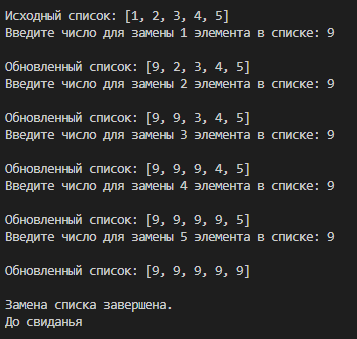 Исходный список: [1, 2, 3, 4, 5]
Введите число для замены 1 элемента в списке: 9
Обновленный список: [9, 2, 3, 4, 5]
Введите число для замены 2 элемента в списке: 9
Обновленный список: [9, 9, 3, 4, 5]
Введите число для замены 3 элемента в списке: 9
Обновленный список: [9, 9, 9, 4, 5]
Введите число для замены 4 элемента в списке: 9
Обновленный список: [9, 9, 9, 9, 5]
Введите число для замены 5 элемента в списке: 9
Обновленный список: [9, 9, 9, 9, 9]
Замена списка завершена.
До свиданья